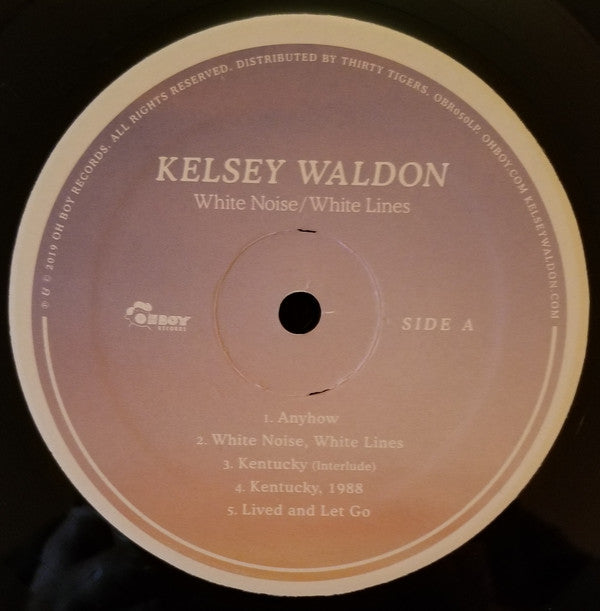 ℗ & © 2019 OH BOY RECORDS. ALL RIGHTS RESERVED. DISTRIBUTED BY THIRTY TIGERS. OBR050LP. OHBOY.COM KELSEYWALDON.COM
KELSEY WALDON
White Noise/White Lines
OH BOY
RECORDS
SIDE A
1. Anyhow
2. White Noise, White Lines
3. Kentucky (Interlude)
4. Kentucky, 1988
5. Lived and Let Go